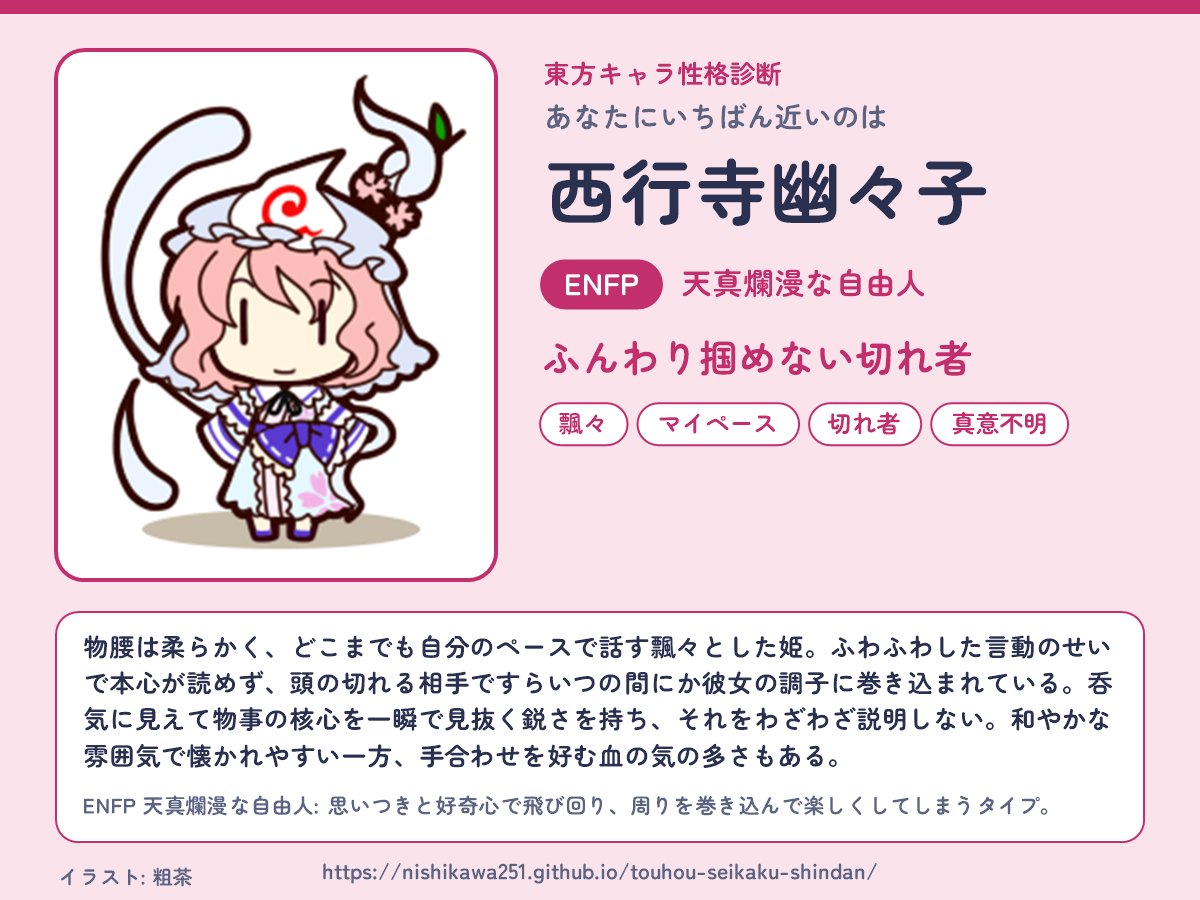 東方キャラ性格診断
あなたにいちばん近いのは
西行寺幽々子
ENFP 天真爛漫な自由人
ふんわり掴めない切れ者
飄々 マイペース 切れ者 真意不明
物腰は柔らかく、どこまでも自分のペースで話す飄々とした姫。ふわふわした言動のせい
で本心が読めず、頭の切れる相手ですらいつの間にか彼女の調子に巻き込まれている。呑
気に見えて物事の核心を一瞬で見抜く鋭さを持ち、それをわざわざ説明しない。和やかな
雰囲気で懐かれやすい一方、手合わせを好む血の気の多さもある。
ENFP 天真爛漫な自由人: 思いつきと好奇心で飛び回り、周りを巻き込んで楽しくしてしまうタイプ。
イラスト: 粗茶 https://nishikawa251.github.io/touhou-seikaku-shindan/